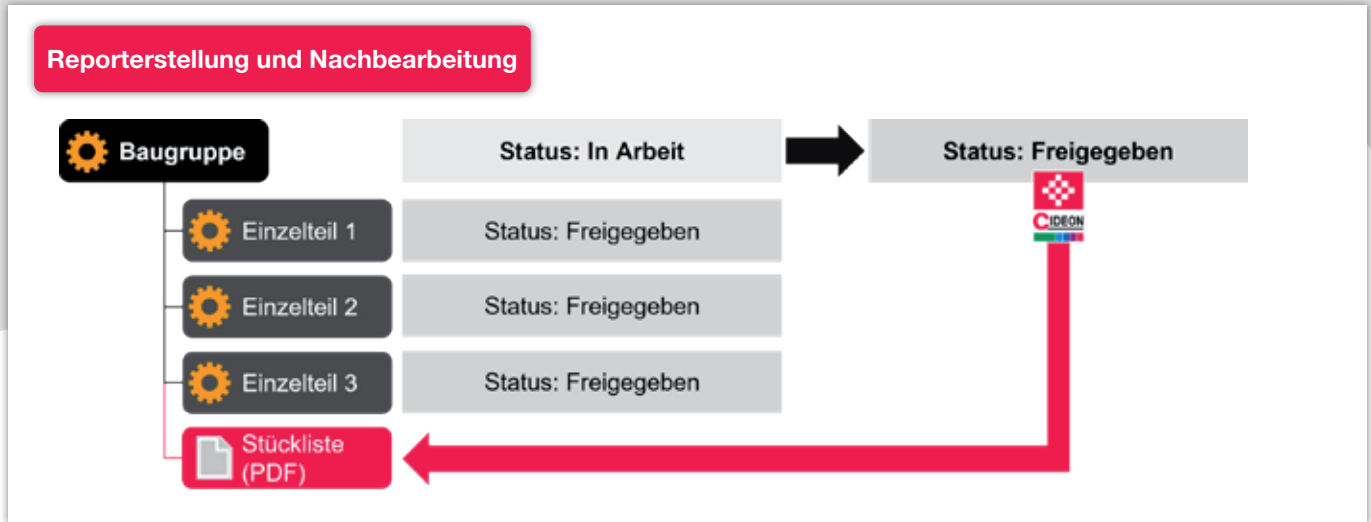 Reporterstellung und Nachbearbeitung
Baugruppe
Status: In Arbeit
Status: Freigegeben
CIDEON
Einzelteil 1
Status: Freigegeben
Einzelteil 2
Status: Freigegeben
Einzelteil 3
Status: Freigegeben
Stückliste
(PDF)